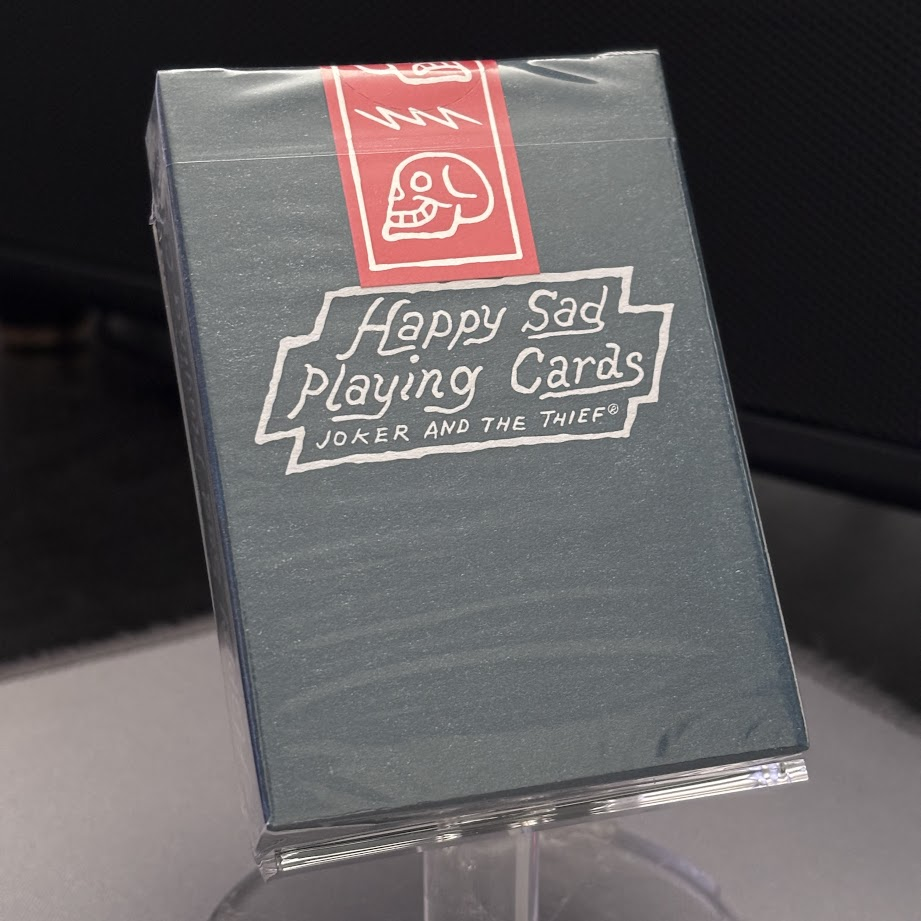 Happy Sad
Playing Cards
JOKER AND THE THIEF®